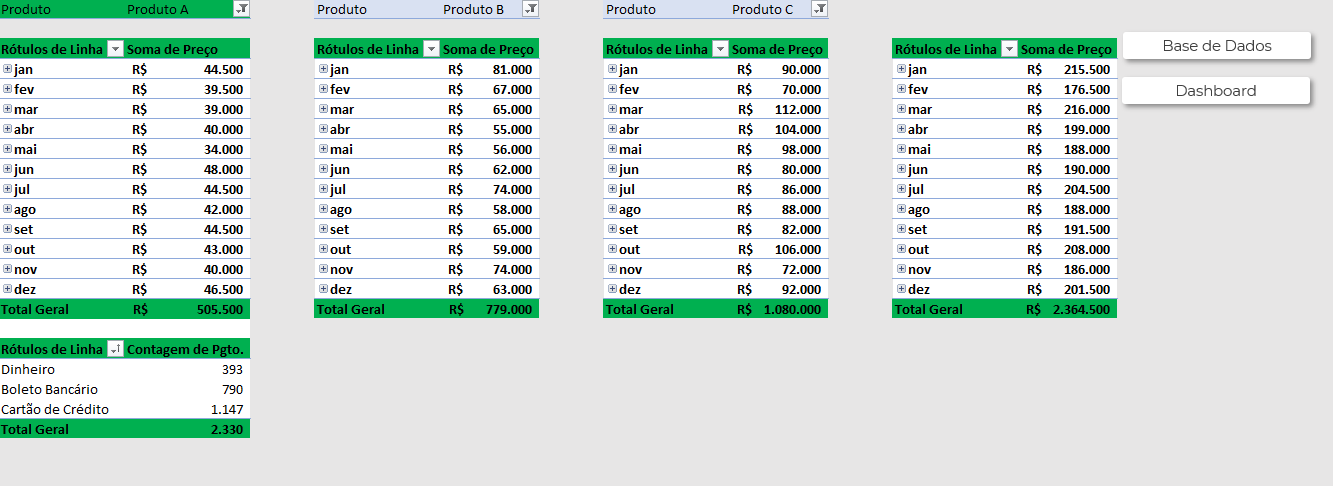 Produto Produto A
Rótulos de Linha Soma de Preço
jan R$ 44.500
fev R$ 39.500
mar R$ 39.000
abr R$ 40.000
mai R$ 34.000
jun R$ 48.000
jul R$ 44.500
ago R$ 42.000
set R$ 44.500
out R$ 43.000
nov R$ 40.000
dez R$ 46.500
Total Geral R$ 505.500
Rótulos de Linha Contagem de Pgto.
Dinheiro 393
Boleto Bancário 790
Cartão de Crédito 1.147
Total Geral 2.330
Produto Produto B
Rótulos de Linha Soma de Preço
jan R$ 81.000
fev R$ 67.000
mar R$ 65.000
abr R$ 55.000
mai R$ 56.000
jun R$ 62.000
jul R$ 74.000
ago R$ 58.000
set R$ 65.000
out R$ 59.000
nov R$ 74.000
dez R$ 63.000
Total Geral R$ 779.000
Produto Produto C
Rótulos de Linha Soma de Preço
jan R$ 90.000
fev R$ 70.000
mar R$ 112.000
abr R$ 104.000
mai R$ 98.000
jun R$ 80.000
jul R$ 86.000
ago R$ 88.000
set R$ 82.000
out R$ 106.000
nov R$ 72.000
dez R$ 92.000
Total Geral R$ 1.080.000
Rótulos de Linha Soma de Preço
jan R$ 215.500
fev R$ 176.500
mar R$ 216.000
abr R$ 199.000
mai R$ 188.000
jun R$ 190.000
jul R$ 204.500
ago R$ 188.000
set R$ 191.500
out R$ 208.000
nov R$ 186.000
dez R$ 201.500
Total Geral R$ 2.364.500
Base de Dados
Dashboard